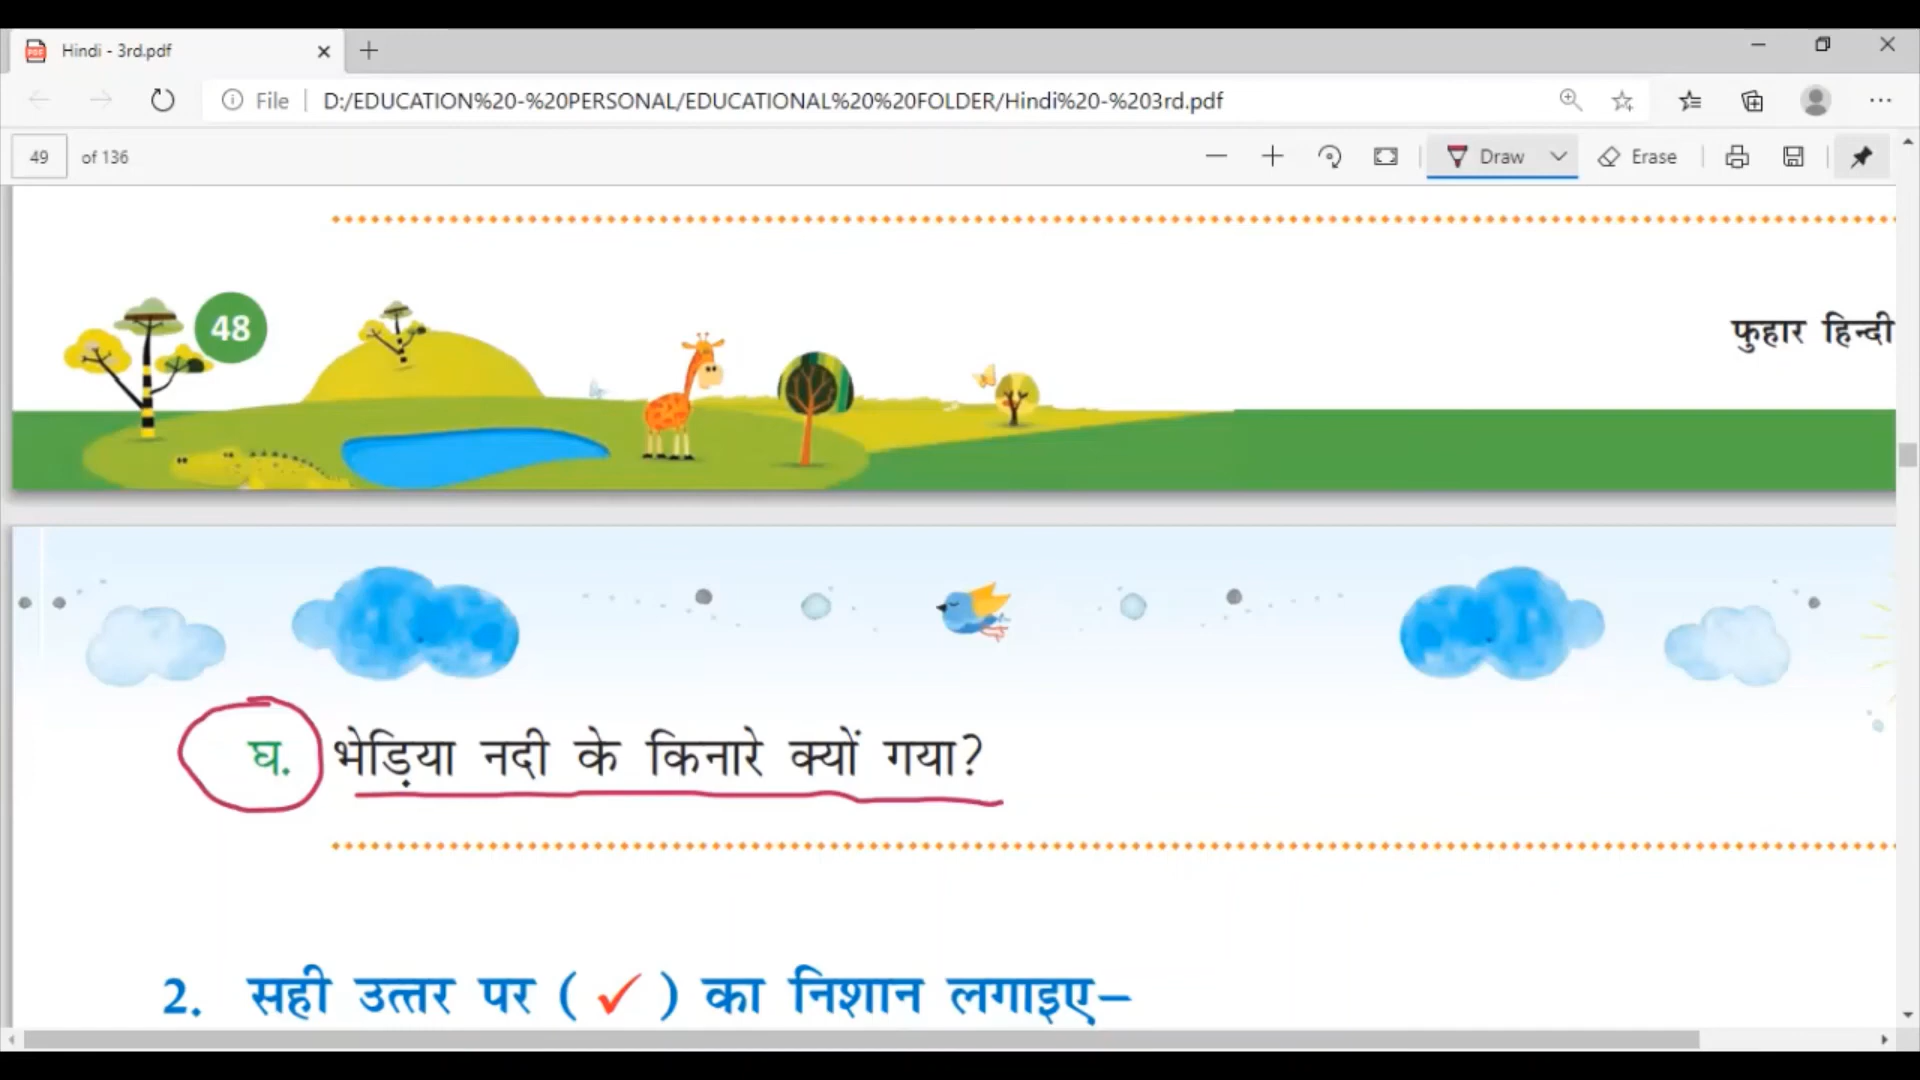 Hindi - 3rd.pdf
File D:/EDUCATION%20-%20PERSONAL/EDUCATIONAL%20%20FOLDER/Hindi%20-%203rd.pdf
49 of 136 Draw Erase
48
फुहार हिन्दी
घ. भेड़िया नदी के किनारे क्यों गया?
2. सही उत्तर पर ( ✓ ) का निशान लगाइए–